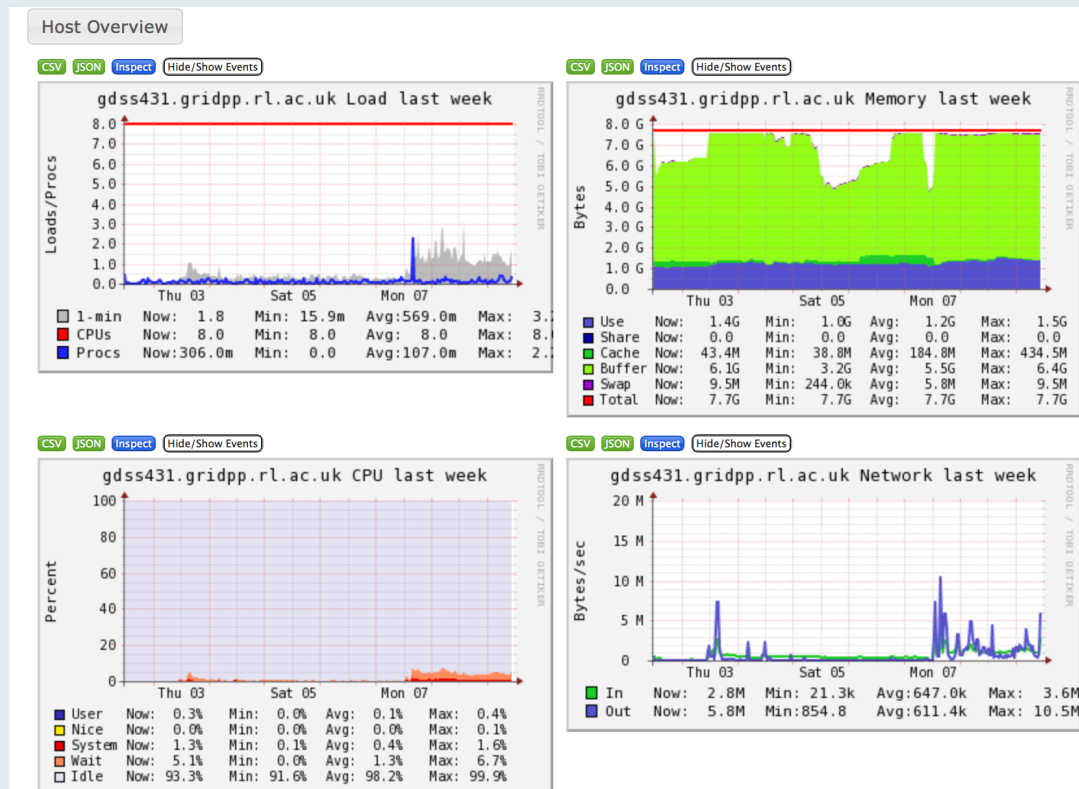 Host Overview
CSV JSON Inspect Hide/Show Events
gdss431.gridpp.rl.ac.uk Load last week
RRDTOOL / TOBI OETIKER
Loads/Procs
8.0
7.0
6.0
5.0
4.0
3.0
2.0
1.0
0.0
Thu 03 Sat 05 Mon 07
1-min Now: 1.8 Min: 15.9m Avg:569.0m Max: 3.
CPUs Now: 8.0 Min: 8.0 Avg: 8.0 Max: 8.
Procs Now:306.0m Min: 0.0 Avg:107.0m Max: 2.
CSV JSON Inspect Hide/Show Events
gdss431.gridpp.rl.ac.uk Memory last week
RRDTOOL / TOBI OETIKER
Bytes
8.0 G
7.0 G
6.0 G
5.0 G
4.0 G
3.0 G
2.0 G
1.0 G
0.0
Thu 03 Sat 05 Mon 07
Use Now: 1.4G Min: 1.0G Avg: 1.2G Max: 1.5G
Share Now: 0.0 Min: 0.0 Avg: 0.0 Max: 0.0
Cache Now: 43.4M Min: 38.8M Avg: 184.8M Max: 434.5M
Buffer Now: 6.1G Min: 3.2G Avg: 5.5G Max: 6.4G
Swap Now: 9.5M Min: 244.0k Avg: 5.8M Max: 9.5M
Total Now: 7.7G Min: 7.7G Avg: 7.7G Max: 7.7G
CSV JSON Inspect Hide/Show Events
gdss431.gridpp.rl.ac.uk CPU last week
RRDTOOL / TOBI OETIKER
Percent
100
80
60
40
20
0
Thu 03 Sat 05 Mon 07
User Now: 0.3% Min: 0.0% Avg: 0.1% Max: 0.4%
Nice Now: 0.0% Min: 0.0% Avg: 0.0% Max: 0.1%
System Now: 1.3% Min: 0.1% Avg: 0.4% Max: 1.6%
Wait Now: 5.1% Min: 0.0% Avg: 1.3% Max: 6.7%
Idle Now: 93.3% Min: 91.6% Avg: 98.2% Max: 99.9%
CSV JSON Inspect Hide/Show Events
gdss431.gridpp.rl.ac.uk Network last week
RRDTOOL / TOBI OETIKER
Bytes/sec
20 M
15 M
10 M
5 M
0
Thu 03 Sat 05 Mon 07
In Now: 2.8M Min: 21.3k Avg:647.0k Max: 3.6M
Out Now: 5.8M Min:854.8 Avg:611.4k Max: 10.5M